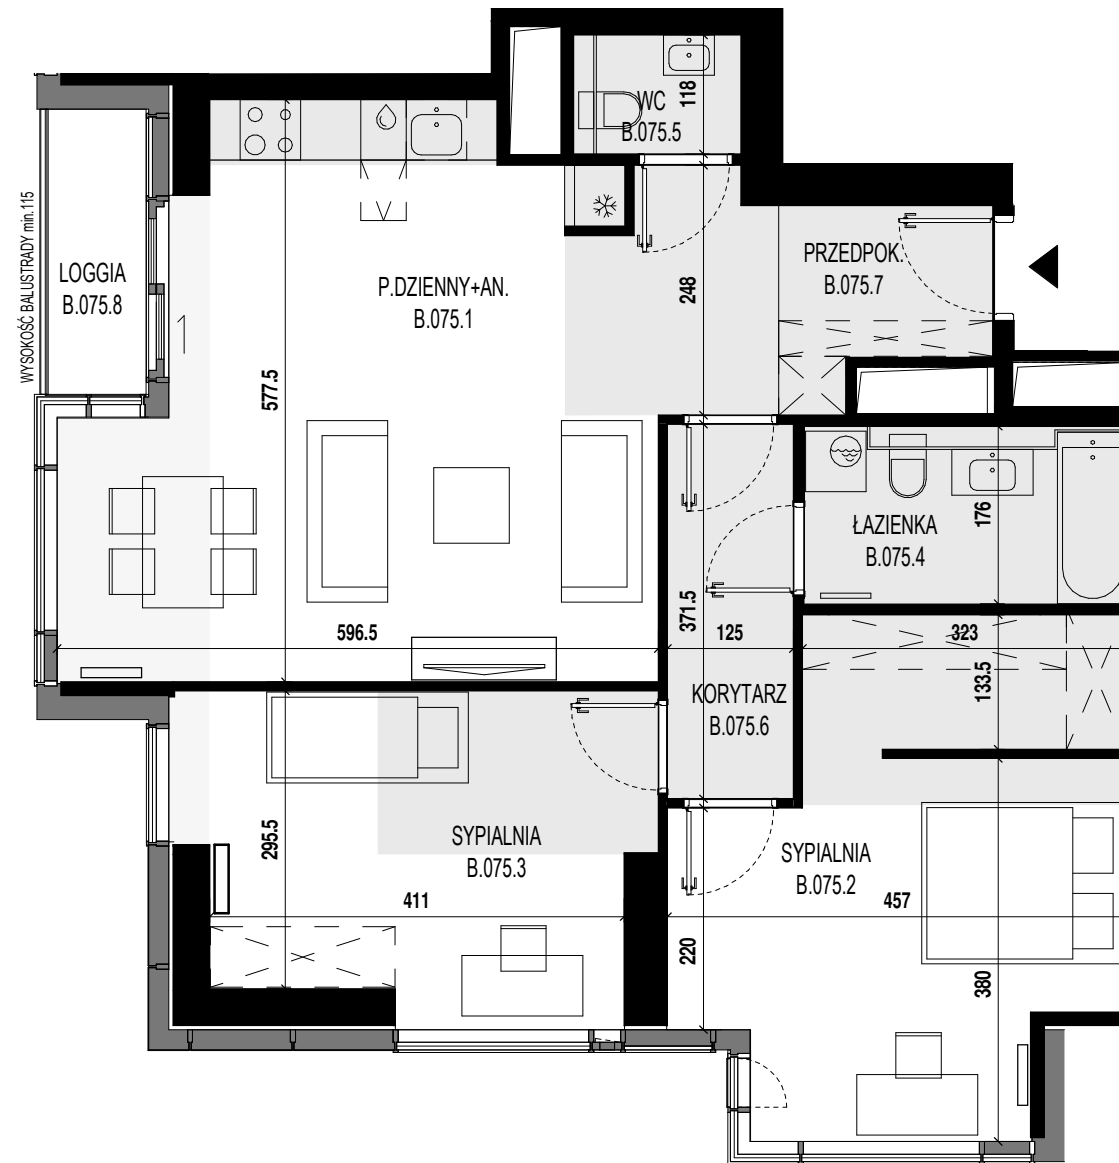 WC
B.075.5
118
WYSOKOŚĆ BALUSTRADY min.115
LOGGIA
B.075.8
P.DZIENNY+AN.
B.075.1
PRZEDPOK.
B.075.7
248
1
577.5
ŁAZIENKA
B.075.4
176
371.5
596.5
125
323
133.5
KORYTARZ
B.075.6
SYPIALNIA
B.075.3
295.5
411
SYPIALNIA
B.075.2
457
220
380